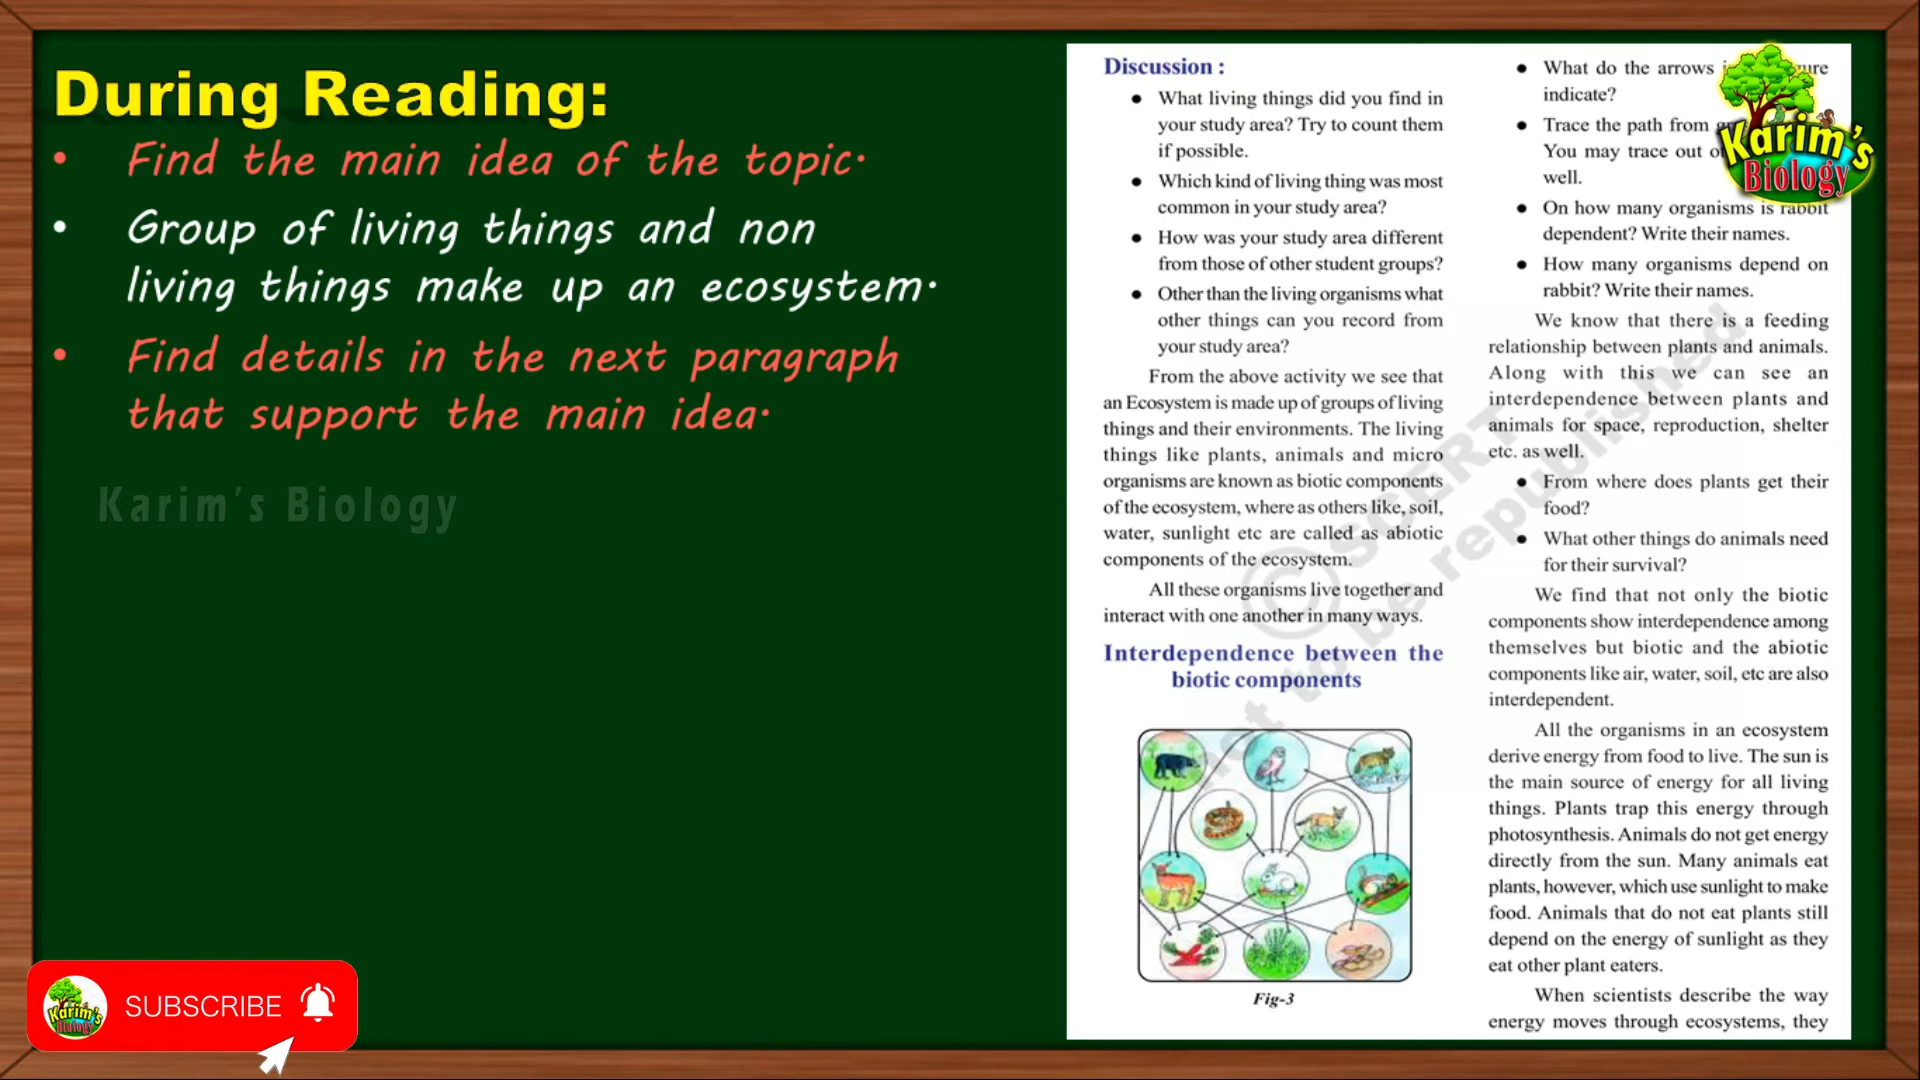 During Reading:
• Find the main idea of the topic.
• Group of living things and non
living things make up an ecosystem.
• Find details in the next paragraph
that support the main idea.
Karim's Biology
SUBSCRIBE
Karim's
Biology
Discussion :
• What living things did you find in
your study area? Try to count them
if possible.
• Which kind of living thing was most
common in your study area?
• How was your study area different
from those of other student groups?
• Other than the living organisms what
other things can you record from
your study area?
From the above activity we see that
an Ecosystem is made up of groups of living
things and their environments. The living
things like plants, animals and micro
organisms are known as biotic components
of the ecosystem, where as others like, soil,
water, sunlight etc are called as abiotic
components of the ecosystem.
All these organisms live together and
interact with one another in many ways.
Interdependence between the
biotic components
Fig-3
• What do the arrows
indicate?
• Trace the path from
You may trace out
well.
• On how many organisms is rabbit
dependent? Write their names.
• How many organisms depend on
rabbit? Write their names.
We know that there is a feeding
relationship between plants and animals.
Along with this we can see an
interdependence between plants and
animals for space, reproduction, shelter
etc. as well.
• From where does plants get their
food?
• What other things do animals need
for their survival?
We find that not only the biotic
components show interdependence among
themselves but biotic and the abiotic
components like air, water, soil, etc are also
interdependent.
All the organisms in an ecosystem
derive energy from food to live. The sun is
the main source of energy for all living
things. Plants trap this energy through
photosynthesis. Animals do not get energy
directly from the sun. Many animals eat
plants, however, which use sunlight to make
food. Animals that do not eat plants still
depend on the energy of sunlight as they
eat other plant eaters.
When scientists describe the way
energy moves through ecosystems, they
© SCERT
not to be republished
Karim's
Biology